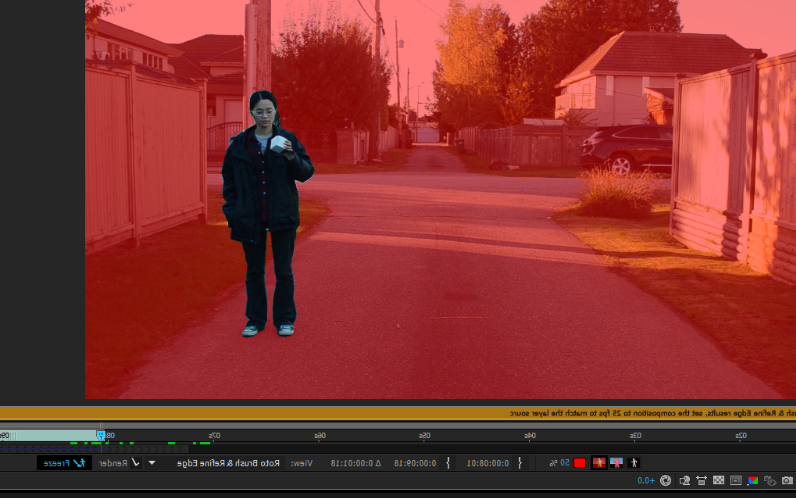 sh & Refine Edge results, set the composition to 25 fps to match the layer sourc
02s 03s 04s 05s 06s 07s 08s 09s
50 % { 0:00:08:01 0:00:09:18 } Δ 0:00:01:18 View: Roto Brush & Refine Edge Render Freeze
+0.0